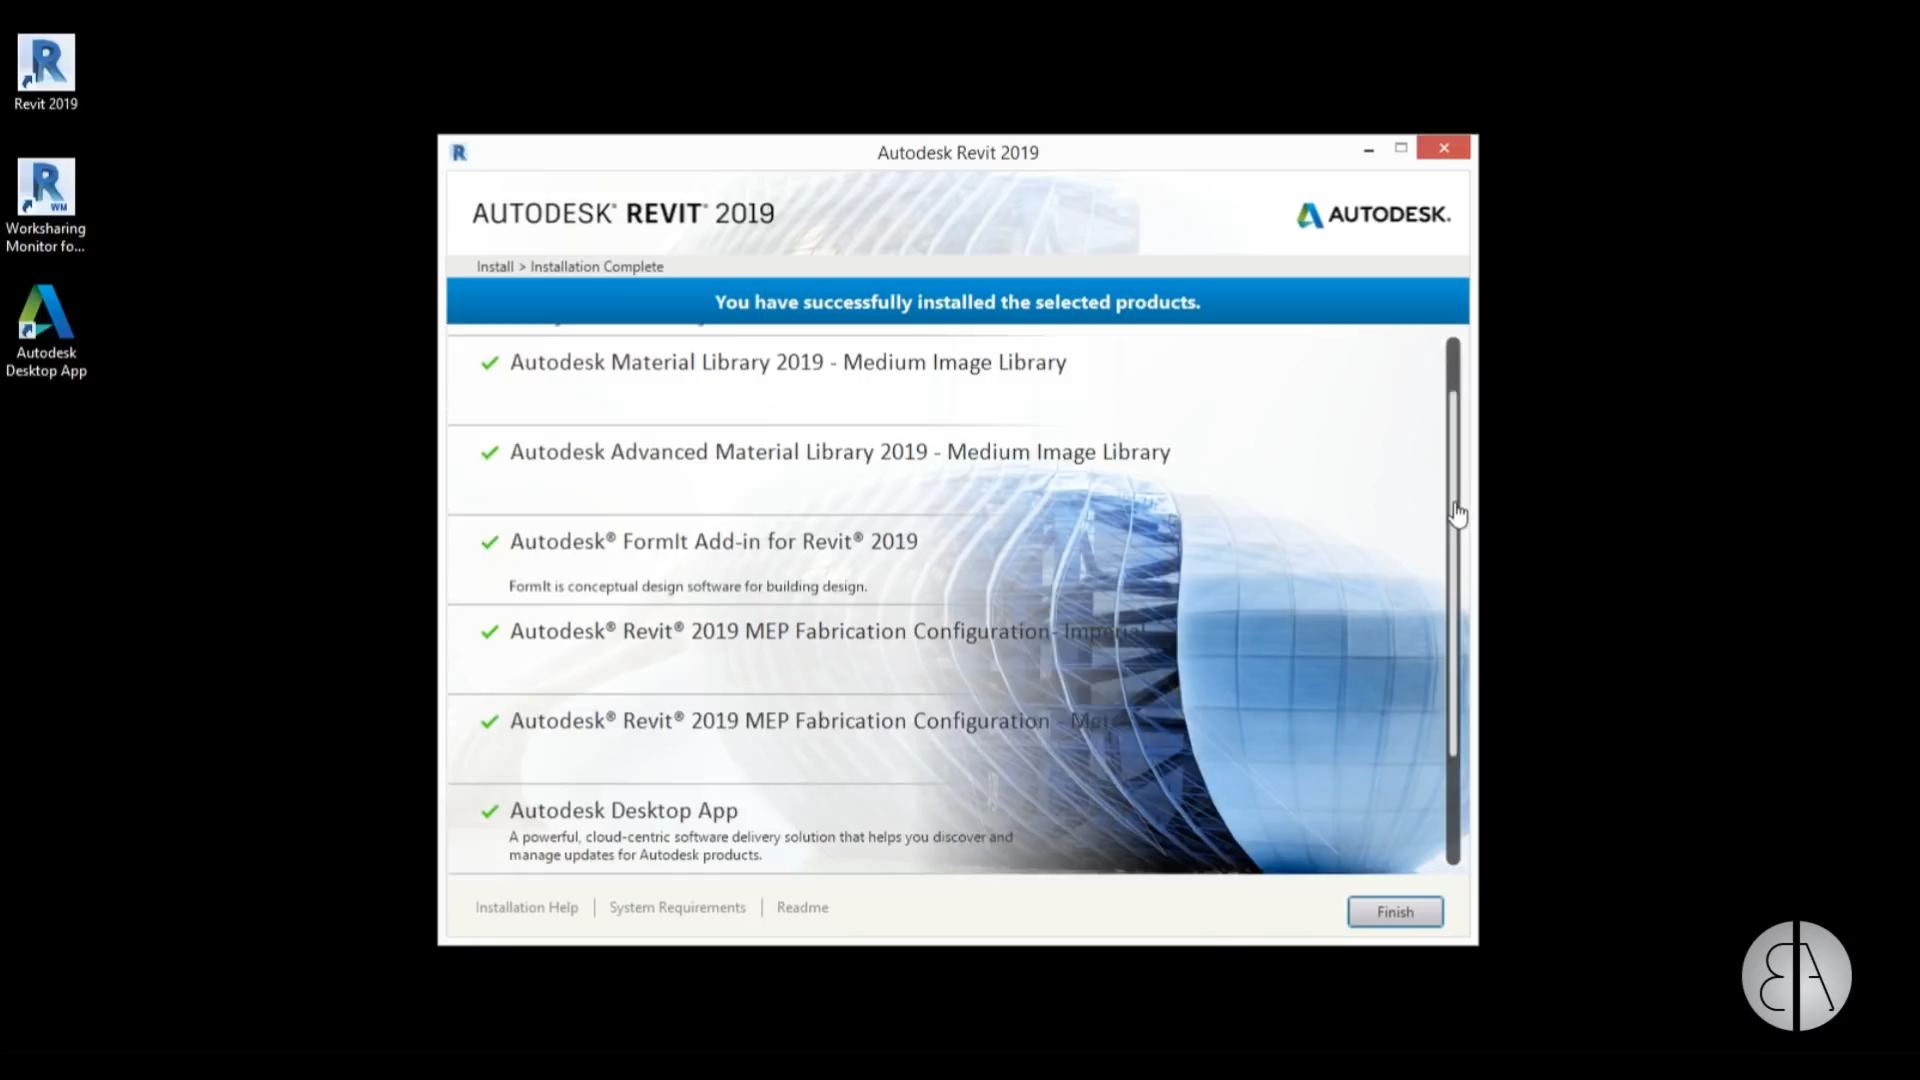 Revit 2019
WM
Worksharing
Monitor fo...
Autodesk
Desktop App
Autodesk Revit 2019
AUTODESK® REVIT® 2019
AUTODESK.
Install > Installation Complete
You have successfully installed the selected products.
Autodesk Material Library 2019 - Medium Image Library
Autodesk Advanced Material Library 2019 - Medium Image Library
Autodesk® FormIt Add-in for Revit® 2019
FormIt is conceptual design software for building design.
Autodesk® Revit® 2019 MEP Fabrication Configuration- Imperial
Autodesk® Revit® 2019 MEP Fabrication Configuration -
Autodesk Desktop App
A powerful, cloud-centric software delivery solution that helps you discover and
manage updates for Autodesk products.
Installation Help | System Requirements | Readme
Finish
BA